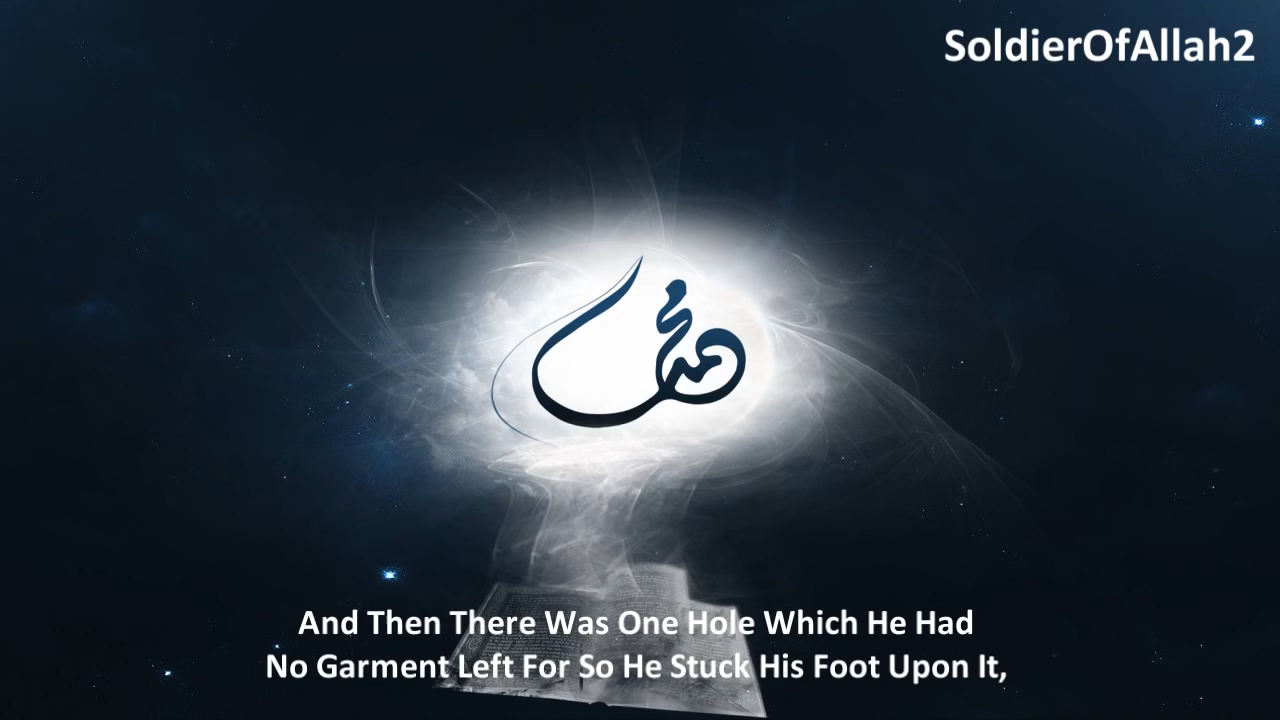 SoldierOfAllah2
محمد
And Then There Was One Hole Which He Had
No Garment Left For So He Stuck His Foot Upon It,